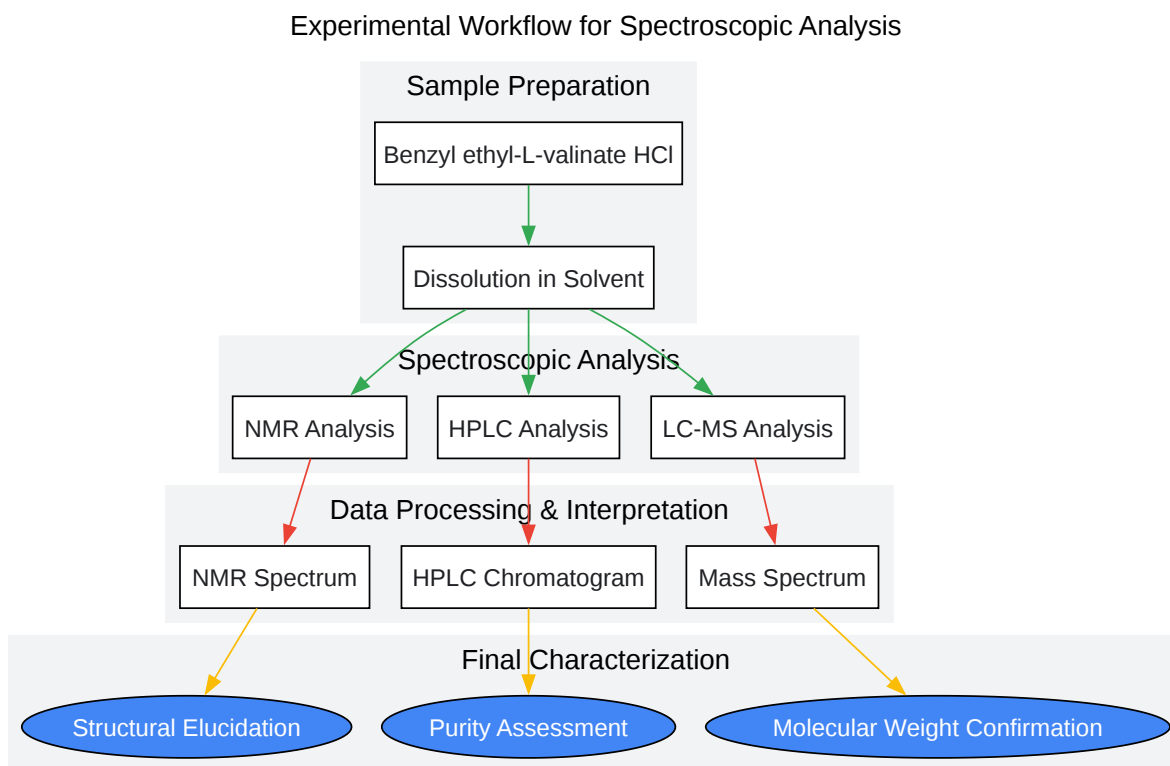 Experimental Workflow for Spectroscopic Analysis
Sample Preparation
Benzyl ethyl-L-valinate HCl
Dissolution in Solvent
Spectroscopic Analysis
NMR Analysis
HPLC Analysis
LC-MS Analysis
Data Processing & Interpretation
NMR Spectrum
HPLC Chromatogram
Mass Spectrum
Final Characterization
Structural Elucidation
Purity Assessment
Molecular Weight Confirmation